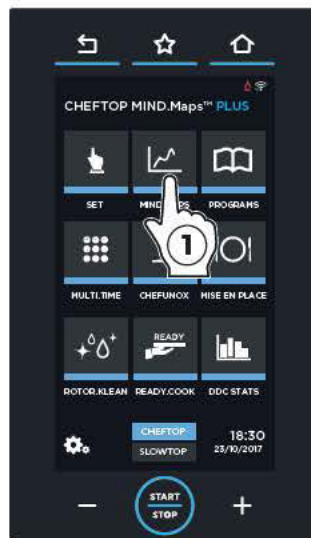 CHEFTOP MIND.Maps™ PLUS
SET
PROGRAMS
1
MULTI.TIME
CHEFUNOX
MISE EN PLACE
READY
ROTOR.KLEAN
READY.COOK
DDC STATS
CHEFTOP
18:30
SLOWTOP
23/10/2017
START
STOP